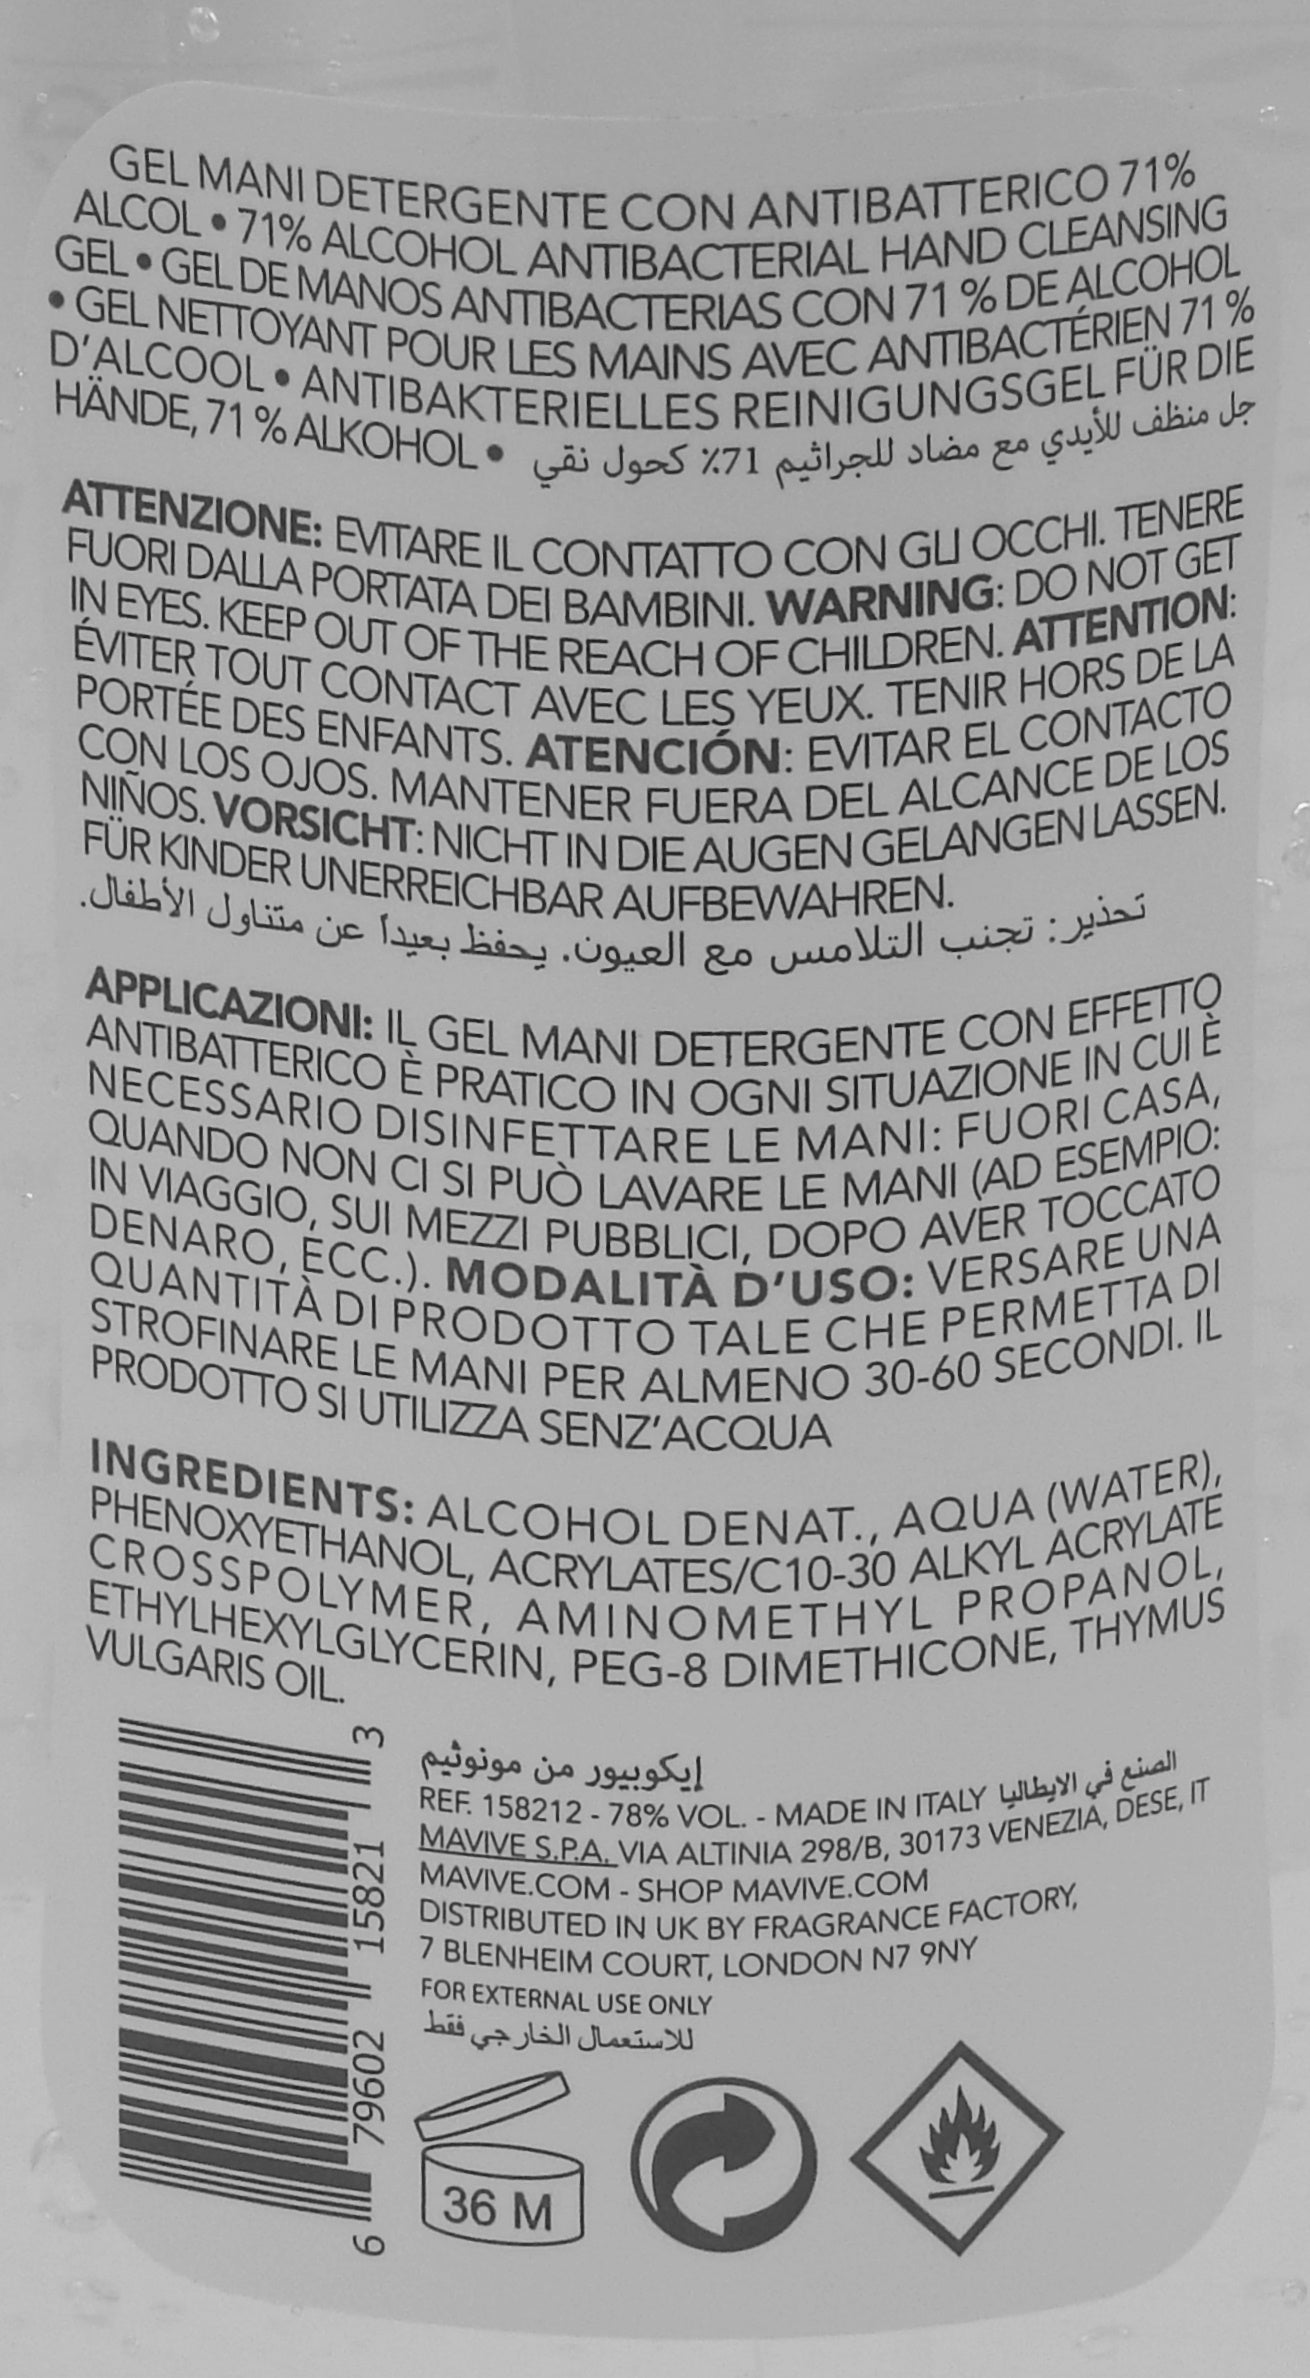 GEL MANI DETERGENTE CON ANTIBATTERICO 71%
ALCOL • 71% ALCOHOL ANTIBACTERIAL HAND CLEANSING
GEL • GEL DE MANOS ANTIBACTERIAS CON 71 % DE ALCOHOL
• GEL NETTOYANT POUR LES MAINS AVEC ANTIBACTÉRIEN 71 %
D'ALCOOL • ANTIBAKTERIELLES REINIGUNGSGEL FÜR DIE
HÄNDE, 71 % ALKOHOL • جل منظف للأيدي مع مضاد للجراثيم 71٪ كحول نقي
ATTENZIONE: EVITARE IL CONTATTO CON GLI OCCHI. TENERE
FUORI DALLA PORTATA DEI BAMBINI. WARNING: DO NOT GET
IN EYES. KEEP OUT OF THE REACH OF CHILDREN. ATTENTION:
ÉVITER TOUT CONTACT AVEC LES YEUX. TENIR HORS DE LA
PORTÉE DES ENFANTS. ATENCIÓN: EVITAR EL CONTACTO
CON LOS OJOS. MANTENER FUERA DEL ALCANCE DE LOS
NIÑOS. VORSICHT: NICHT IN DIE AUGEN GELANGEN LASSEN.
FÜR KINDER UNERREICHBAR AUFBEWAHREN.
تحذير: تجنب التلامس مع العيون. يحفظ بعيداً عن متناول الأطفال.
APPLICAZIONI: IL GEL MANI DETERGENTE CON EFFETTO
ANTIBATTERICO È PRATICO IN OGNI SITUAZIONE IN CUI È
NECESSARIO DISINFETTARE LE MANI: FUORI CASA,
QUANDO NON CI SI PUÒ LAVARE LE MANI (AD ESEMPIO:
IN VIAGGIO, SUI MEZZI PUBBLICI, DOPO AVER TOCCATO
DENARO, ECC.). MODALITÀ D'USO: VERSARE UNA
QUANTITÀ DI PRODOTTO TALE CHE PERMETTA DI
STROFINARE LE MANI PER ALMENO 30-60 SECONDI. IL
PRODOTTO SI UTILIZZA SENZ'ACQUA
INGREDIENTS: ALCOHOL DENAT., AQUA (WATER),
PHENOXYETHANOL, ACRYLATES/C10-30 ALKYL ACRYLATE
CROSSPOLYMER, AMINOMETHYL PROPANOL,
ETHYLHEXYLGLYCERIN, PEG-8 DIMETHICONE, THYMUS
VULGARIS OIL.
إيكوبيور من مونوثيم
REF. 158212 - 78% VOL. - MADE IN ITALY الصنع في الايطاليا
MAVIVE S.P.A. VIA ALTINIA 298/B, 30173 VENEZIA, DESE, IT
MAVIVE.COM - SHOP MAVIVE.COM
DISTRIBUTED IN UK BY FRAGRANCE FACTORY,
7 BLENHEIM COURT, LONDON N7 9NY
FOR EXTERNAL USE ONLY
للاستعمال الخارجي فقط
6 79602 15821 3
36 M